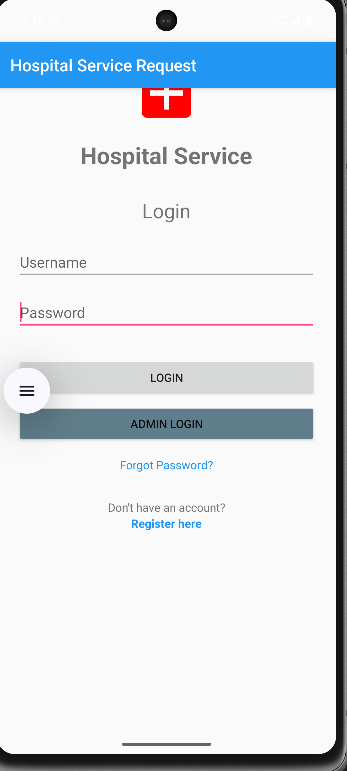 Hospital Service Request
Hospital Service
Login
Username
Password
LOGIN
ADMIN LOGIN
Forgot Password?
Don't have an account?
Register here